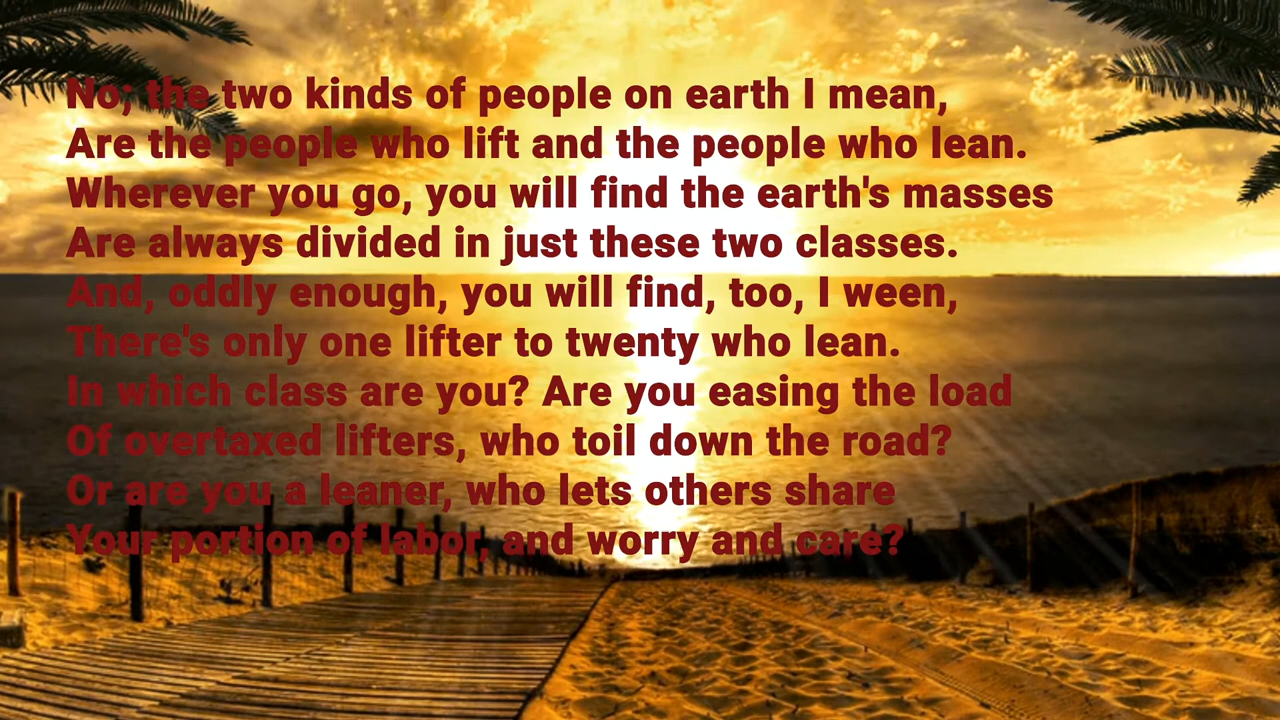 No; the two kinds of people on earth I mean,
Are the people who lift and the people who lean.
Wherever you go, you will find the earth's masses
Are always divided in just these two classes.
And, oddly enough, you will find, too, I ween,
There's only one lifter to twenty who lean.
In which class are you? Are you easing the load
Of overtaxed lifters, who toil down the road?
Or are you a leaner, who lets others share
Your portion of labor, and worry and care?